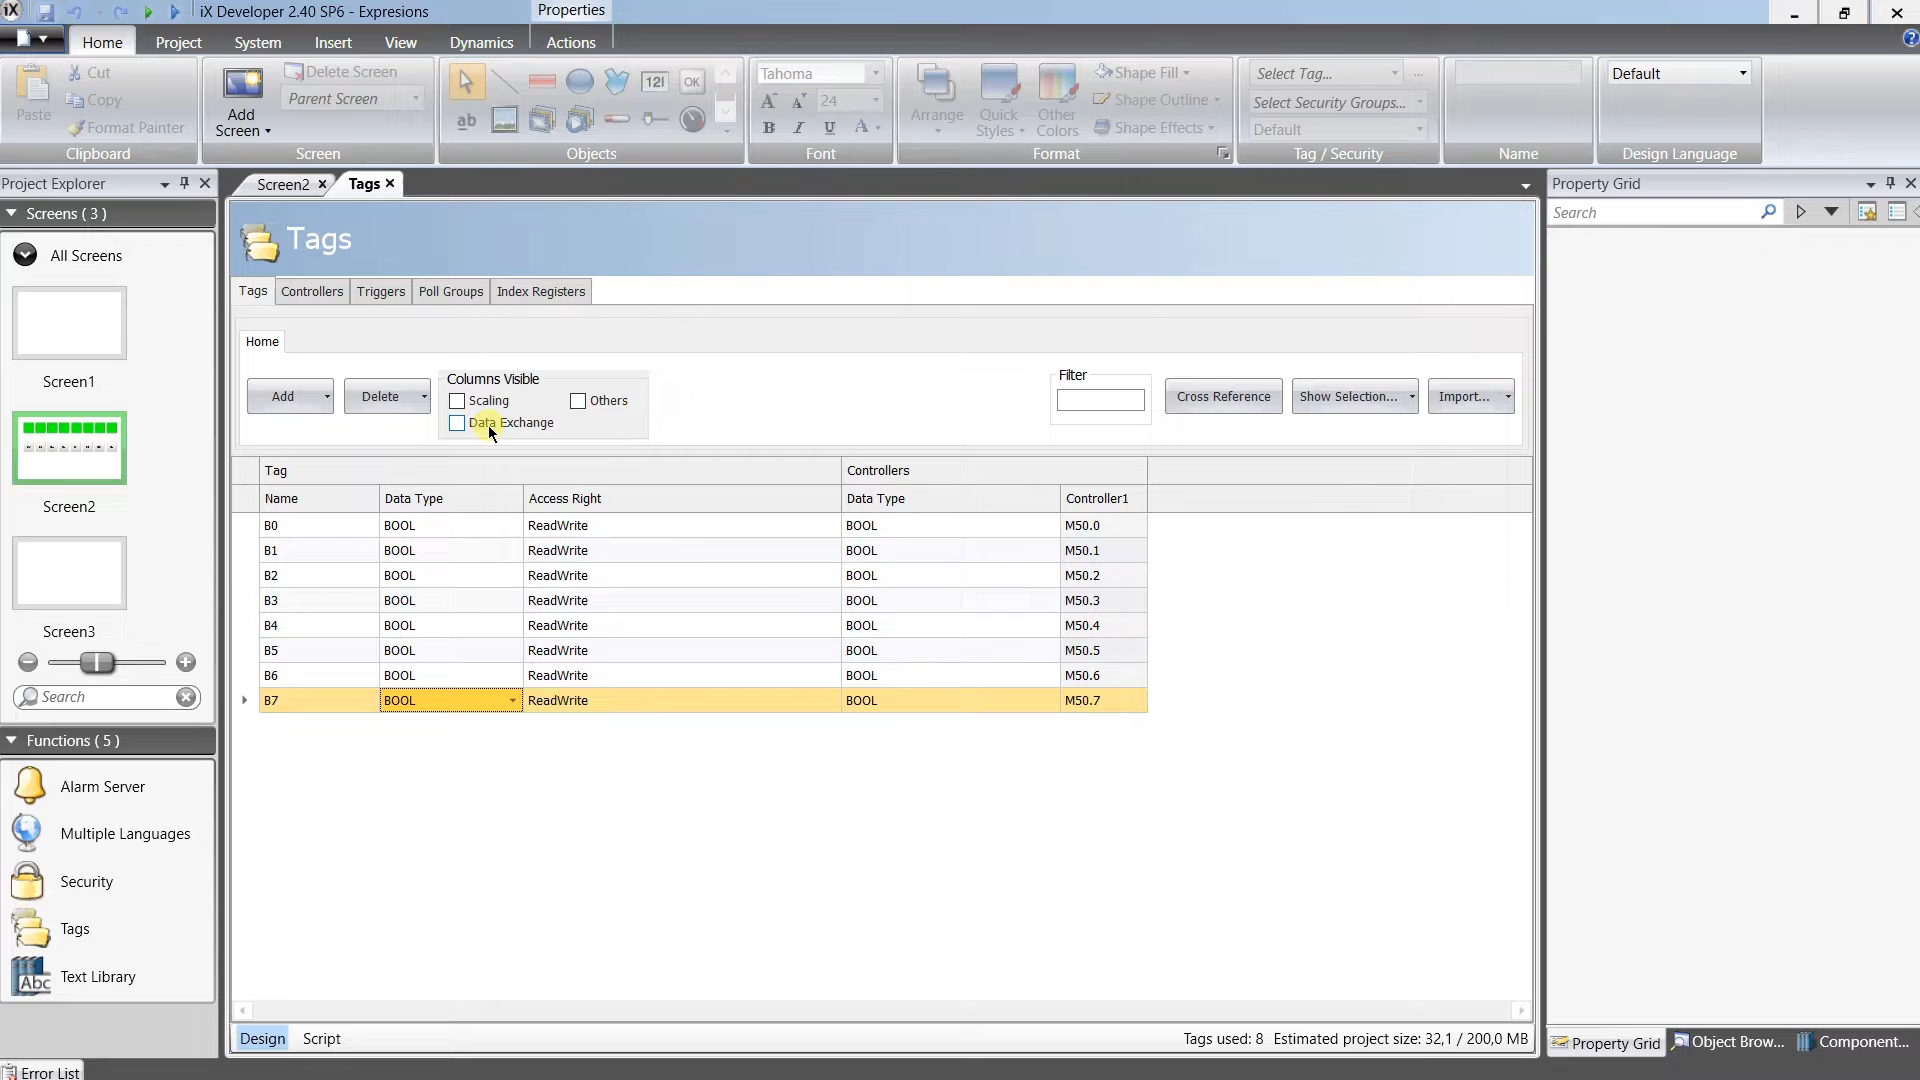 iX Developer 2.40 SP6 - Expresions
Properties
Home
Project
System
Insert
View
Dynamics
Actions
Paste
Cut
Copy
Format Painter
Clipboard
Add
Screen
Delete Screen
Parent Screen
Screen
ab
12I
OK
Objects
Tahoma
A A 24
B I U A
Font
Arrange
Quick
Styles
Other
Colors
Shape Fill
Shape Outline
Shape Effects
Format
Select Tag... ...
Select Security Groups...
Default
Tag / Security
Name
Default
Design Language
Project Explorer
Screens ( 3 )
All Screens
Screen1
Screen2
Screen3
Search
Functions ( 5 )
Alarm Server
Multiple Languages
Security
Tags
Abc
Text Library
Screen2
Tags
Tags
Tags
Controllers
Triggers
Poll Groups
Index Registers
Home
Add
Delete
Columns Visible
Scaling
Others
Data Exchange
Filter
Cross Reference
Show Selection...
Import...
Tag Controllers
Name Data Type Access Right Data Type Controller1
B0 BOOL ReadWrite BOOL M50.0
B1 BOOL ReadWrite BOOL M50.1
B2 BOOL ReadWrite BOOL M50.2
B3 BOOL ReadWrite BOOL M50.3
B4 BOOL ReadWrite BOOL M50.4
B5 BOOL ReadWrite BOOL M50.5
B6 BOOL ReadWrite BOOL M50.6
B7 BOOL ReadWrite BOOL M50.7
Design
Script
Tags used: 8 Estimated project size: 32,1 / 200,0 MB
Property Grid
Search
Property Grid
Object Brow...
Component...
Error List